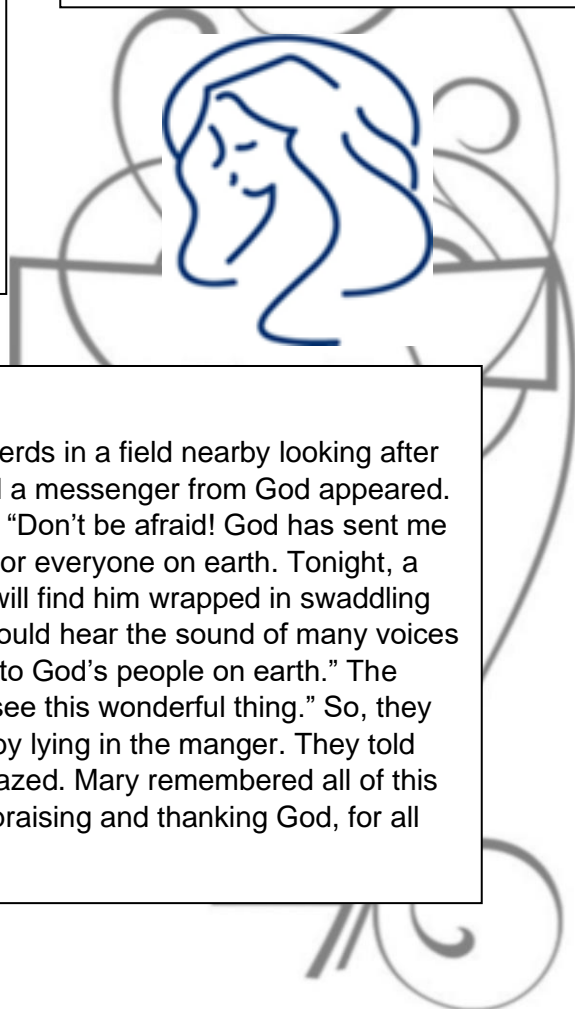 erds in a field nearby looking after
a messenger from God appeared.
“Don’t be afraid! God has sent me
or everyone on earth. Tonight, a
will find him wrapped in swaddling
ould hear the sound of many voices
to God’s people on earth.” The
see this wonderful thing.” So, they
by lying in the manger. They told
azed. Mary remembered all of this
praising and thanking God, for all